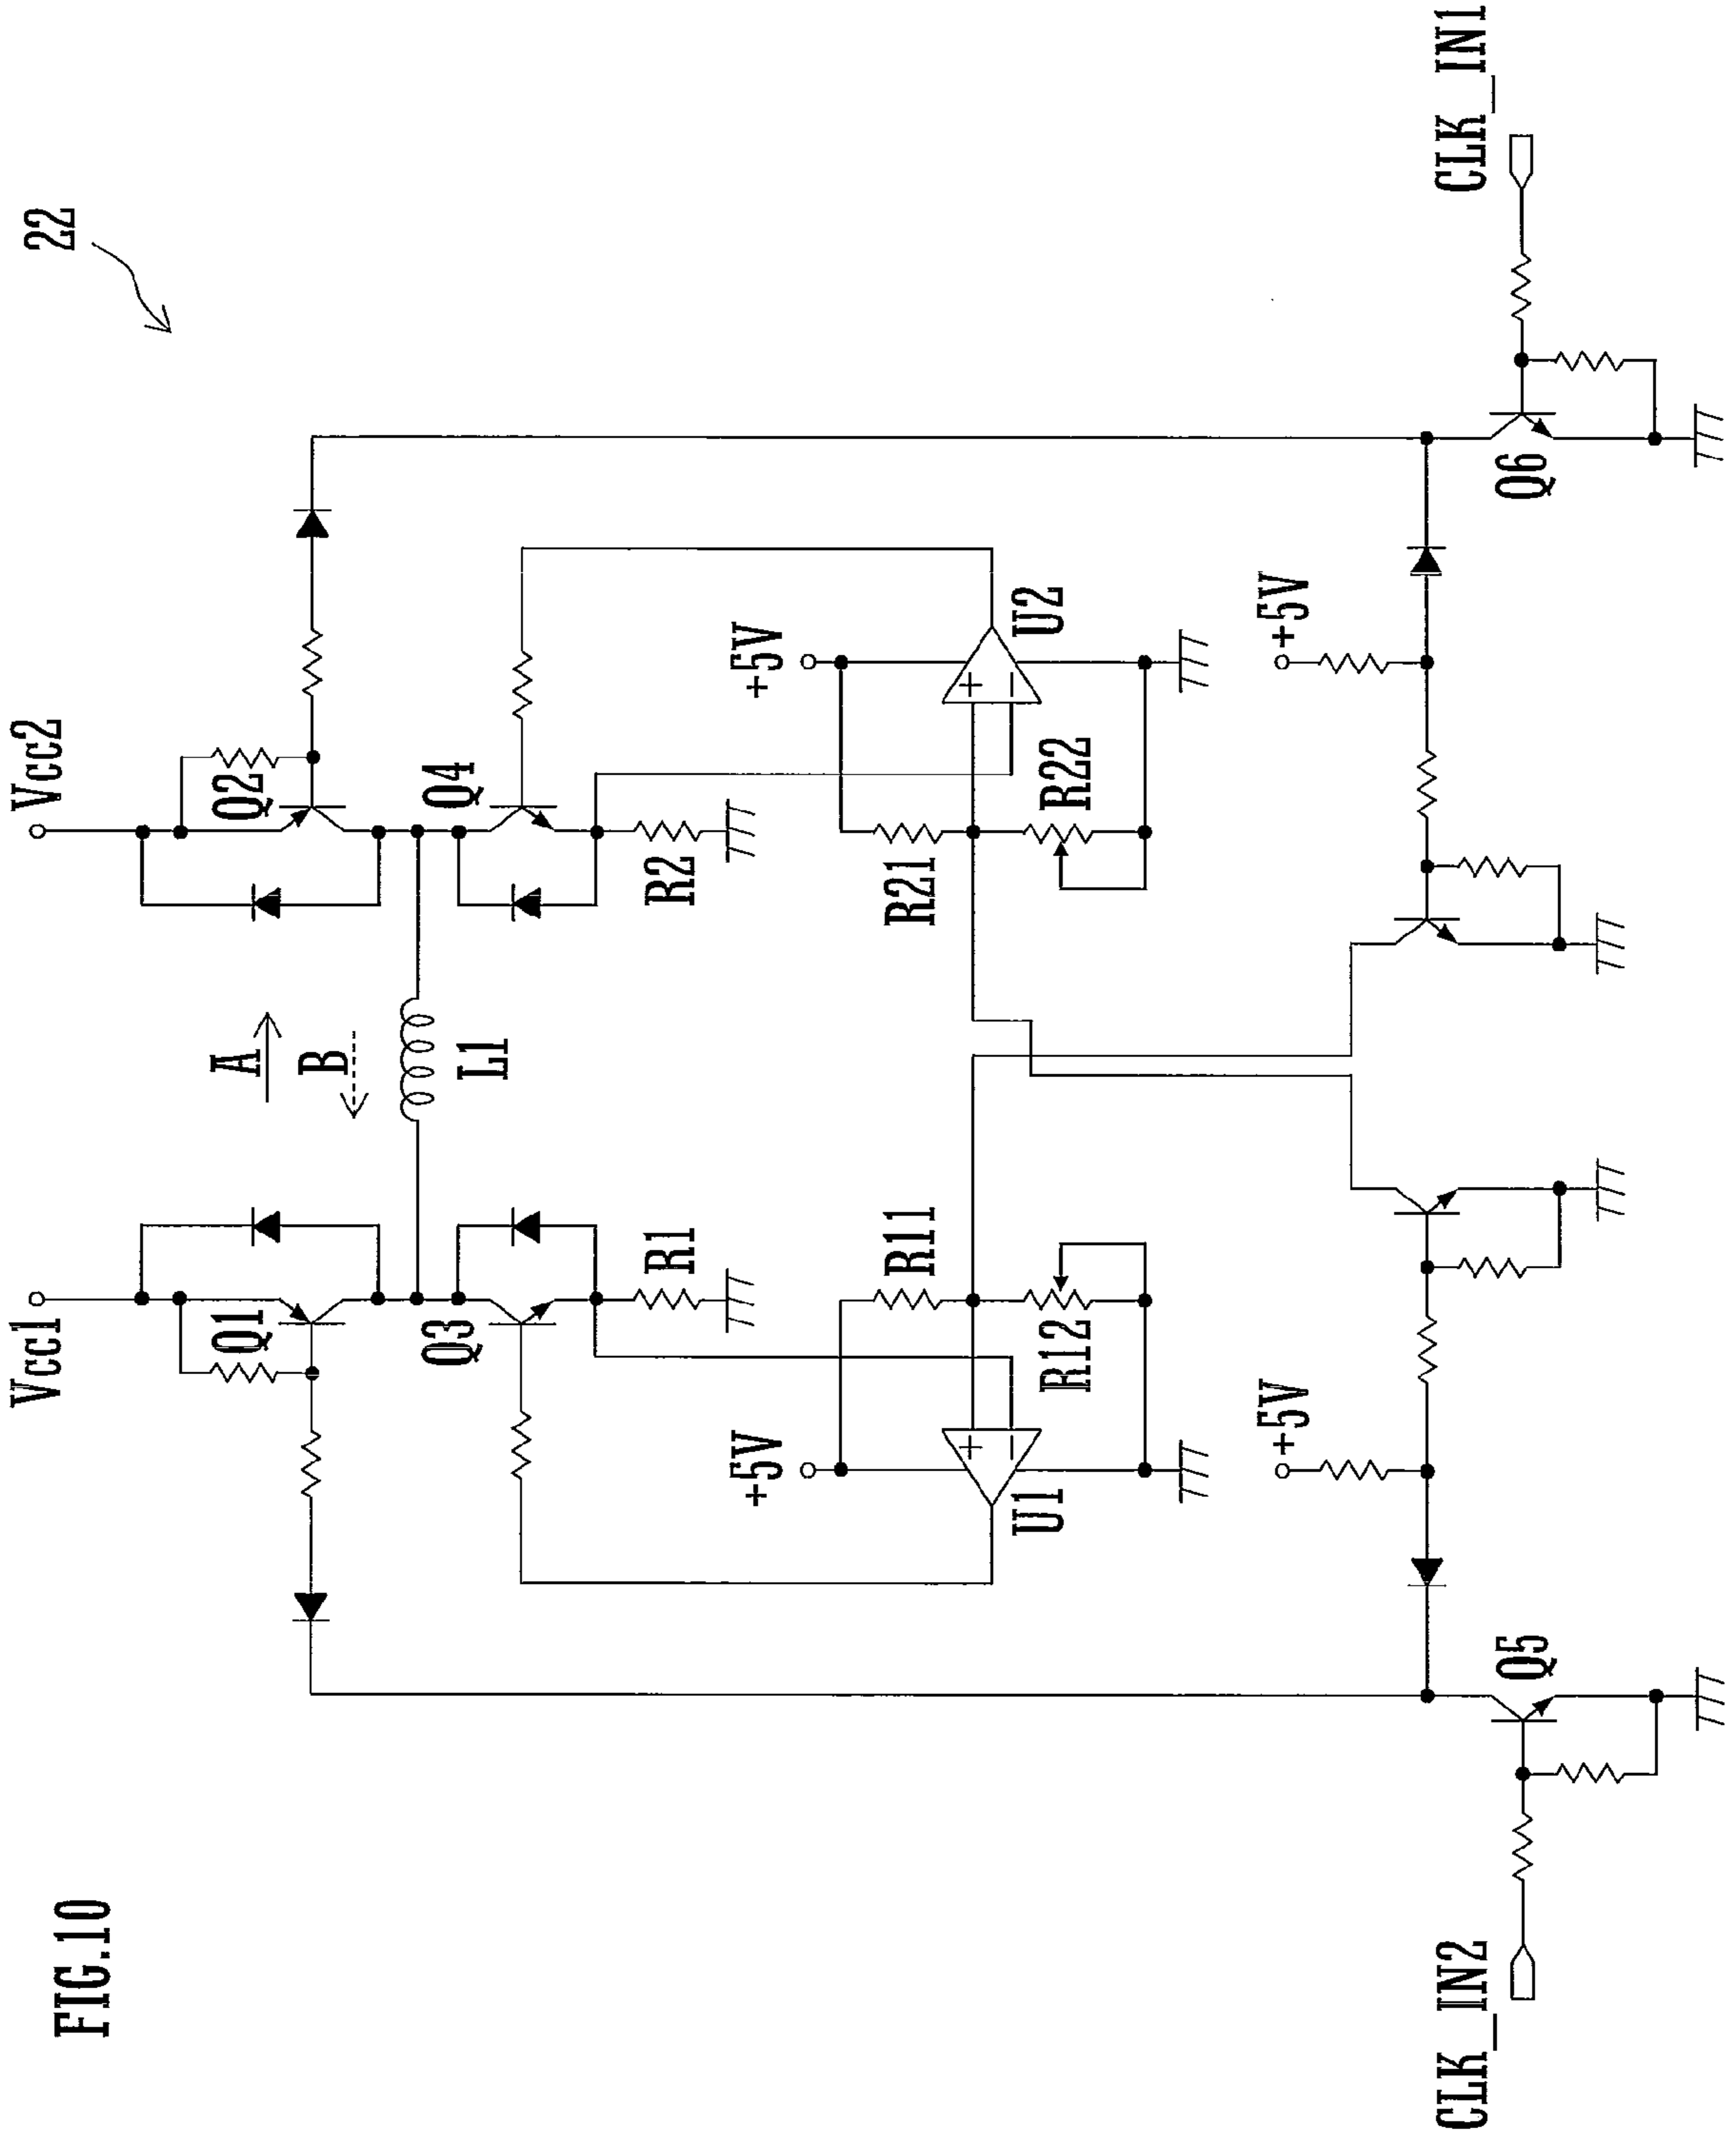 FIG.10
22
Vcc1
Vcc2
Q1
Q2
A
B
L1
Q3
Q4
R1
R2
+5V
R11
R21
+5V
+
−
U1
R12
R22
+
−
U2
+5V
+5V
CLK_IN2
Q5
Q6
CLK_IN1